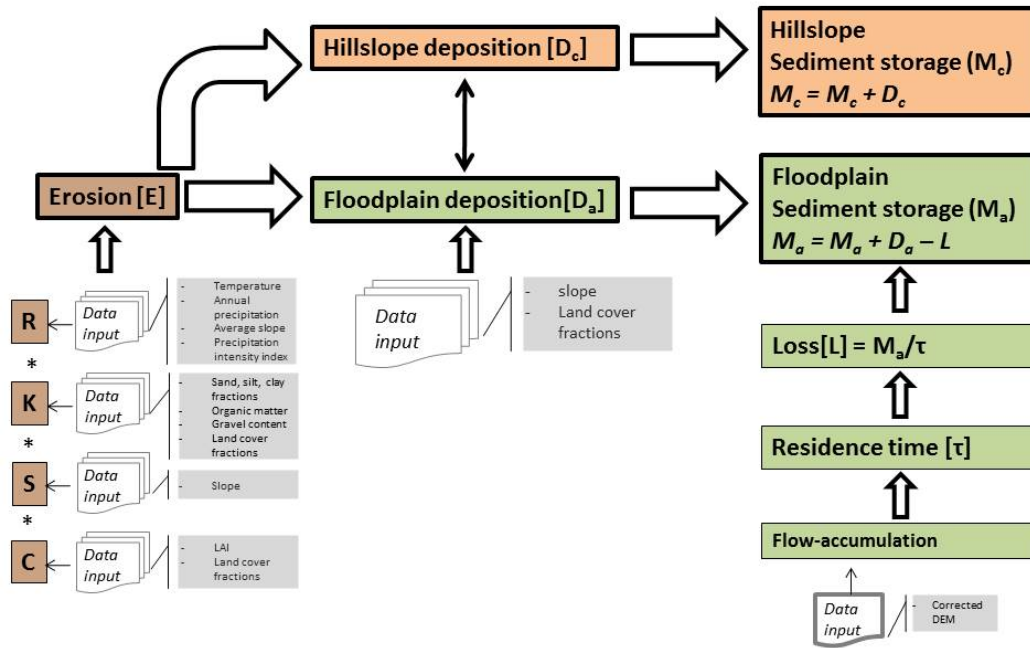 Hillslope deposition [Dc]
Hillslope
Sediment storage (Mc)
Mc = Mc + Dc
Erosion [E]
Floodplain deposition[Da]
Floodplain
Sediment storage (Ma)
Ma = Ma + Da – L
R
Data
input
- Temperature
- Annual
precipitation
- Average slope
- Precipitation
intensity index
*
K
Data
input
- Sand, silt, clay
fractions
- Organic matter
- Gravel content
- Land cover
fractions
*
S
Data
input
- Slope
*
C
Data
input
- LAI
- Land cover
fractions
Data
input
- slope
- Land cover
fractions
Loss[L] = Ma/τ
Residence time [τ]
Flow-accumulation
Data
input
- Corrected
DEM